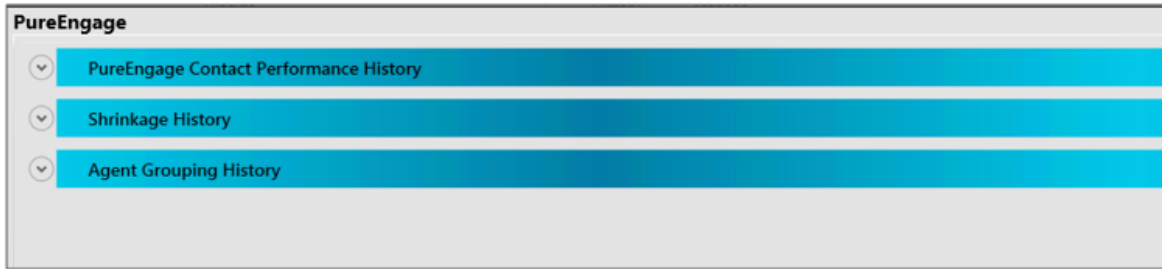 PureEngage
PureEngage Contact Performance History
Shrinkage History
Agent Grouping History